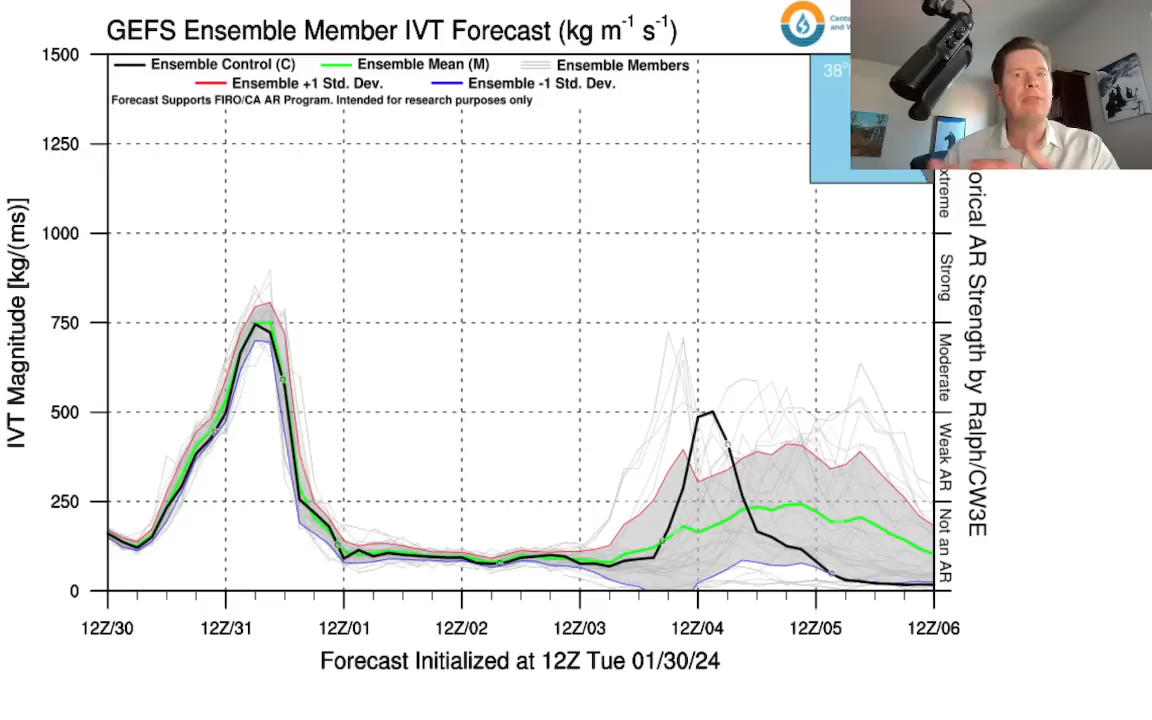 GEFS Ensemble Member IVT Forecast (kg m⁻¹ s⁻¹)
Ensemble Control (C) Ensemble Mean (M) Ensemble Members
Ensemble +1 Std. Dev. Ensemble -1 Std. Dev.
Forecast Supports FIRO/CA AR Program. Intended for research purposes only
IVT Magnitude [kg/(ms)]
1500
1250
1000
750
500
250
0
Strong
Moderate
Weak AR
Not an AR
AR Strength by Ralph/CW3E
12Z/30 12Z/31 12Z/01 12Z/02 12Z/03 12Z/04 12Z/05 12Z/06
Forecast Initialized at 12Z Tue 01/30/24